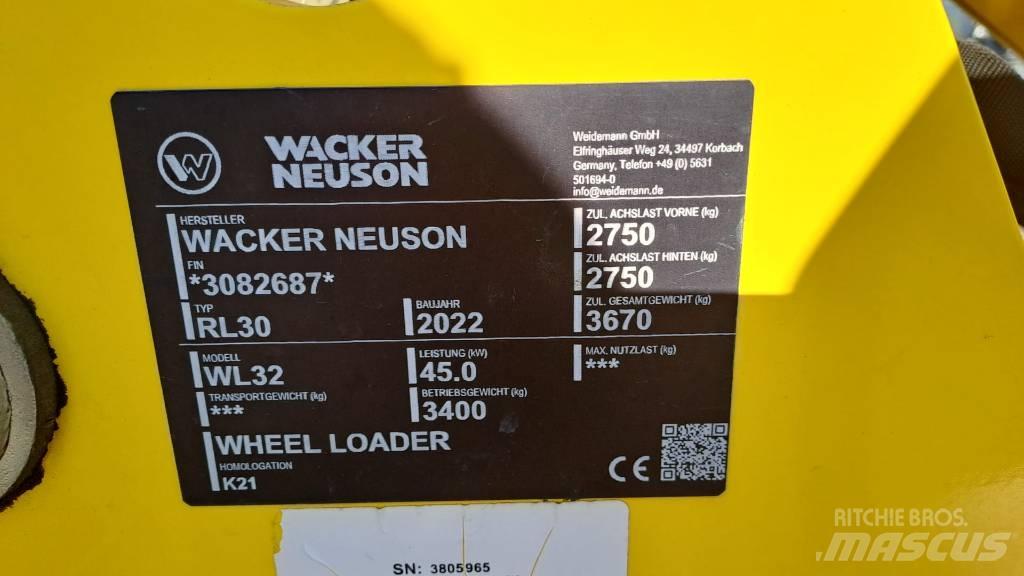 WACKER
NEUSON
Weidemann GmbH
Elfringhäuser Weg 24, 34497 Korbach
Germany, Telefon +49 (0) 5631
501694-0
info@weidemann.de
HERSTELLER
WACKER NEUSON
FIN
*3082687*
TYP
RL30
BAUJAHR
2022
ZUL. ACHSLAST VORNE (kg)
2750
ZUL. ACHSLAST HINTEN (kg)
2750
ZUL. GESAMTGEWICHT (kg)
3670
MODELL
WL32
LEISTUNG (kW)
45.0
MAX. NUTZLAST (kg)
***
TRANSPORTGEWICHT (kg)
***
BETRIEBSGEWICHT (kg)
3400
WHEEL LOADER
HOMOLOGATION
K21
CE
SN: 3805965
RITCHIE BROS.
MASCUS